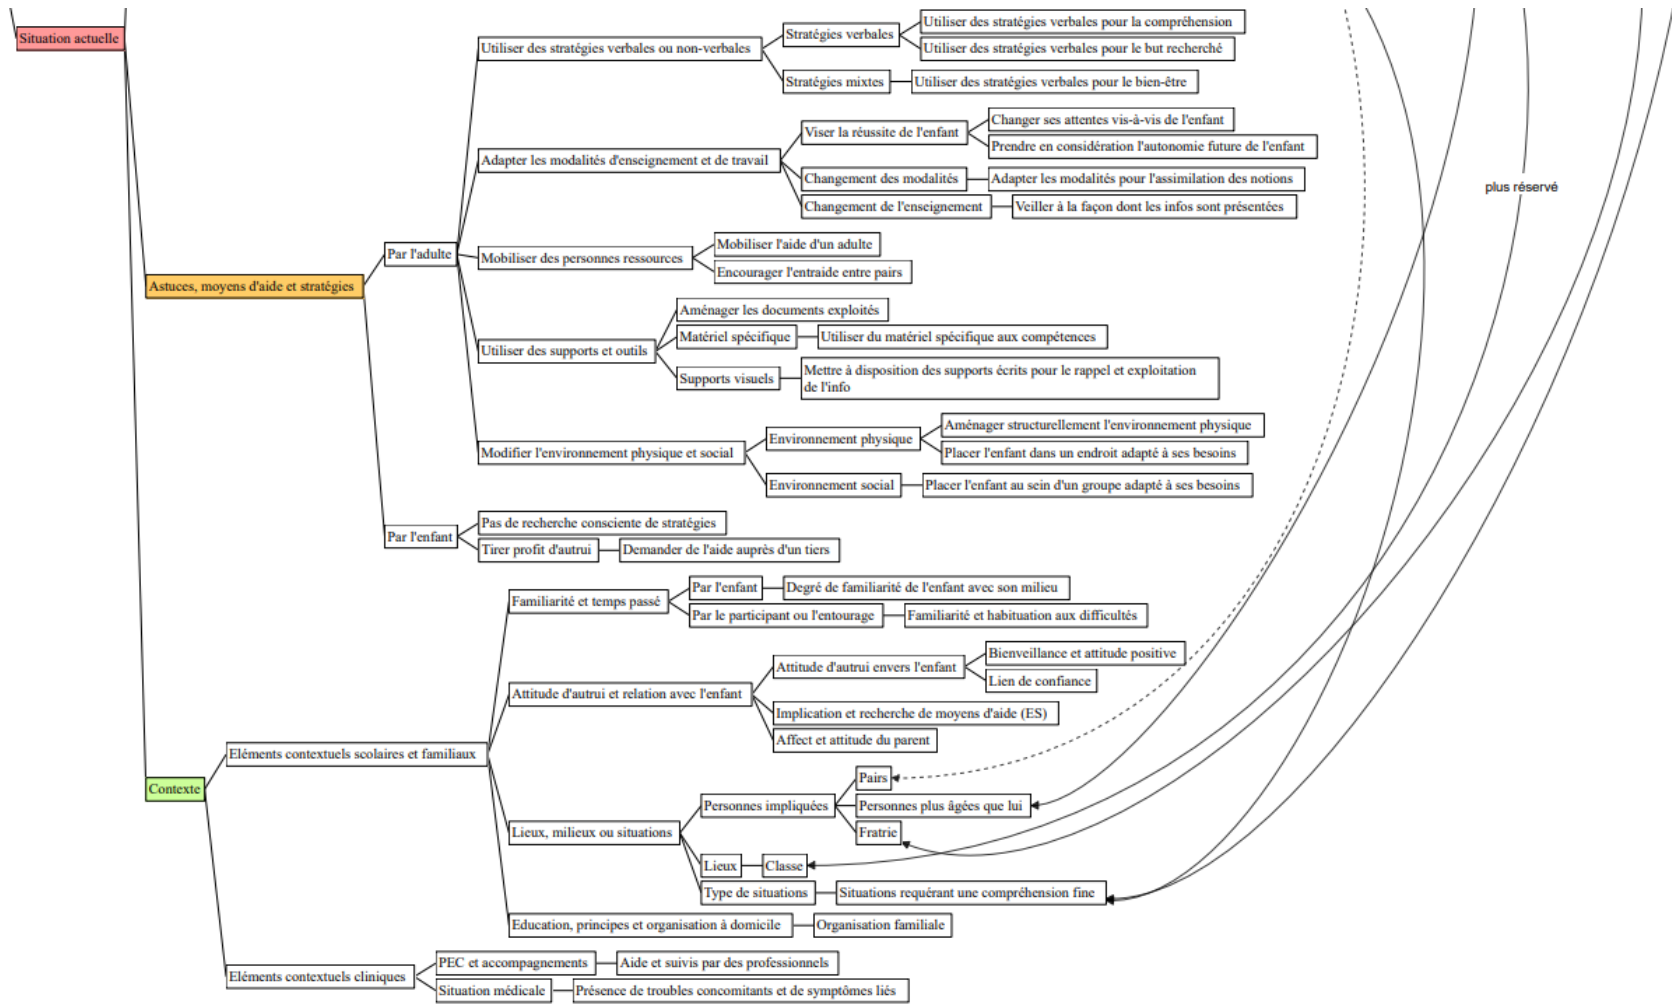 Situation actuelle
Utiliser des stratégies verbales ou non-verbales
Stratégies verbales
Utiliser des stratégies verbales pour la compréhension
Utiliser des stratégies verbales pour le but recherché
Stratégies mixtes
Utiliser des stratégies verbales pour le bien-être
Adapter les modalités d'enseignement et de travail
Viser la réussite de l'enfant
Changer ses attentes vis-à-vis de l'enfant
Prendre en considération l'autonomie future de l'enfant
Changement des modalités
Adapter les modalités pour l'assimilation des notions
Changement de l'enseignement
Veiller à la façon dont les infos sont présentées
plus réservé
Astuces, moyens d'aide et stratégies
Par l'adulte
Mobiliser des personnes ressources
Mobiliser l'aide d'un adulte
Encourager l'entraide entre pairs
Utiliser des supports et outils
Aménager les documents exploités
Matériel spécifique
Utiliser du matériel spécifique aux compétences
Supports visuels
Mettre à disposition des supports écrits pour le rappel et exploitation
de l'info
Modifier l'environnement physique et social
Environnement physique
Aménager structurellement l'environnement physique
Placer l'enfant dans un endroit adapté à ses besoins
Environnement social
Placer l'enfant au sein d'un groupe adapté à ses besoins
Par l'enfant
Pas de recherche consciente de stratégies
Tirer profit d'autrui
Demander de l'aide auprès d'un tiers
Contexte
Eléments contextuels scolaires et familiaux
Familiarité et temps passé
Par l'enfant
Degré de familiarité de l'enfant avec son milieu
Par le participant ou l'entourage
Familiarité et habituation aux difficultés
Attitude d'autrui et relation avec l'enfant
Attitude d'autrui envers l'enfant
Bienveillance et attitude positive
Lien de confiance
Implication et recherche de moyens d'aide (ES)
Affect et attitude du parent
Lieux, milieux ou situations
Personnes impliquées
Pairs
Personnes plus âgées que lui
Fratrie
Lieux
Classe
Type de situations
Situations requérant une compréhension fine
Education, principes et organisation à domicile
Organisation familiale
Eléments contextuels cliniques
PEC et accompagnements
Aide et suivis par des professionnels
Situation médicale
Présence de troubles concomitants et de symptômes liés